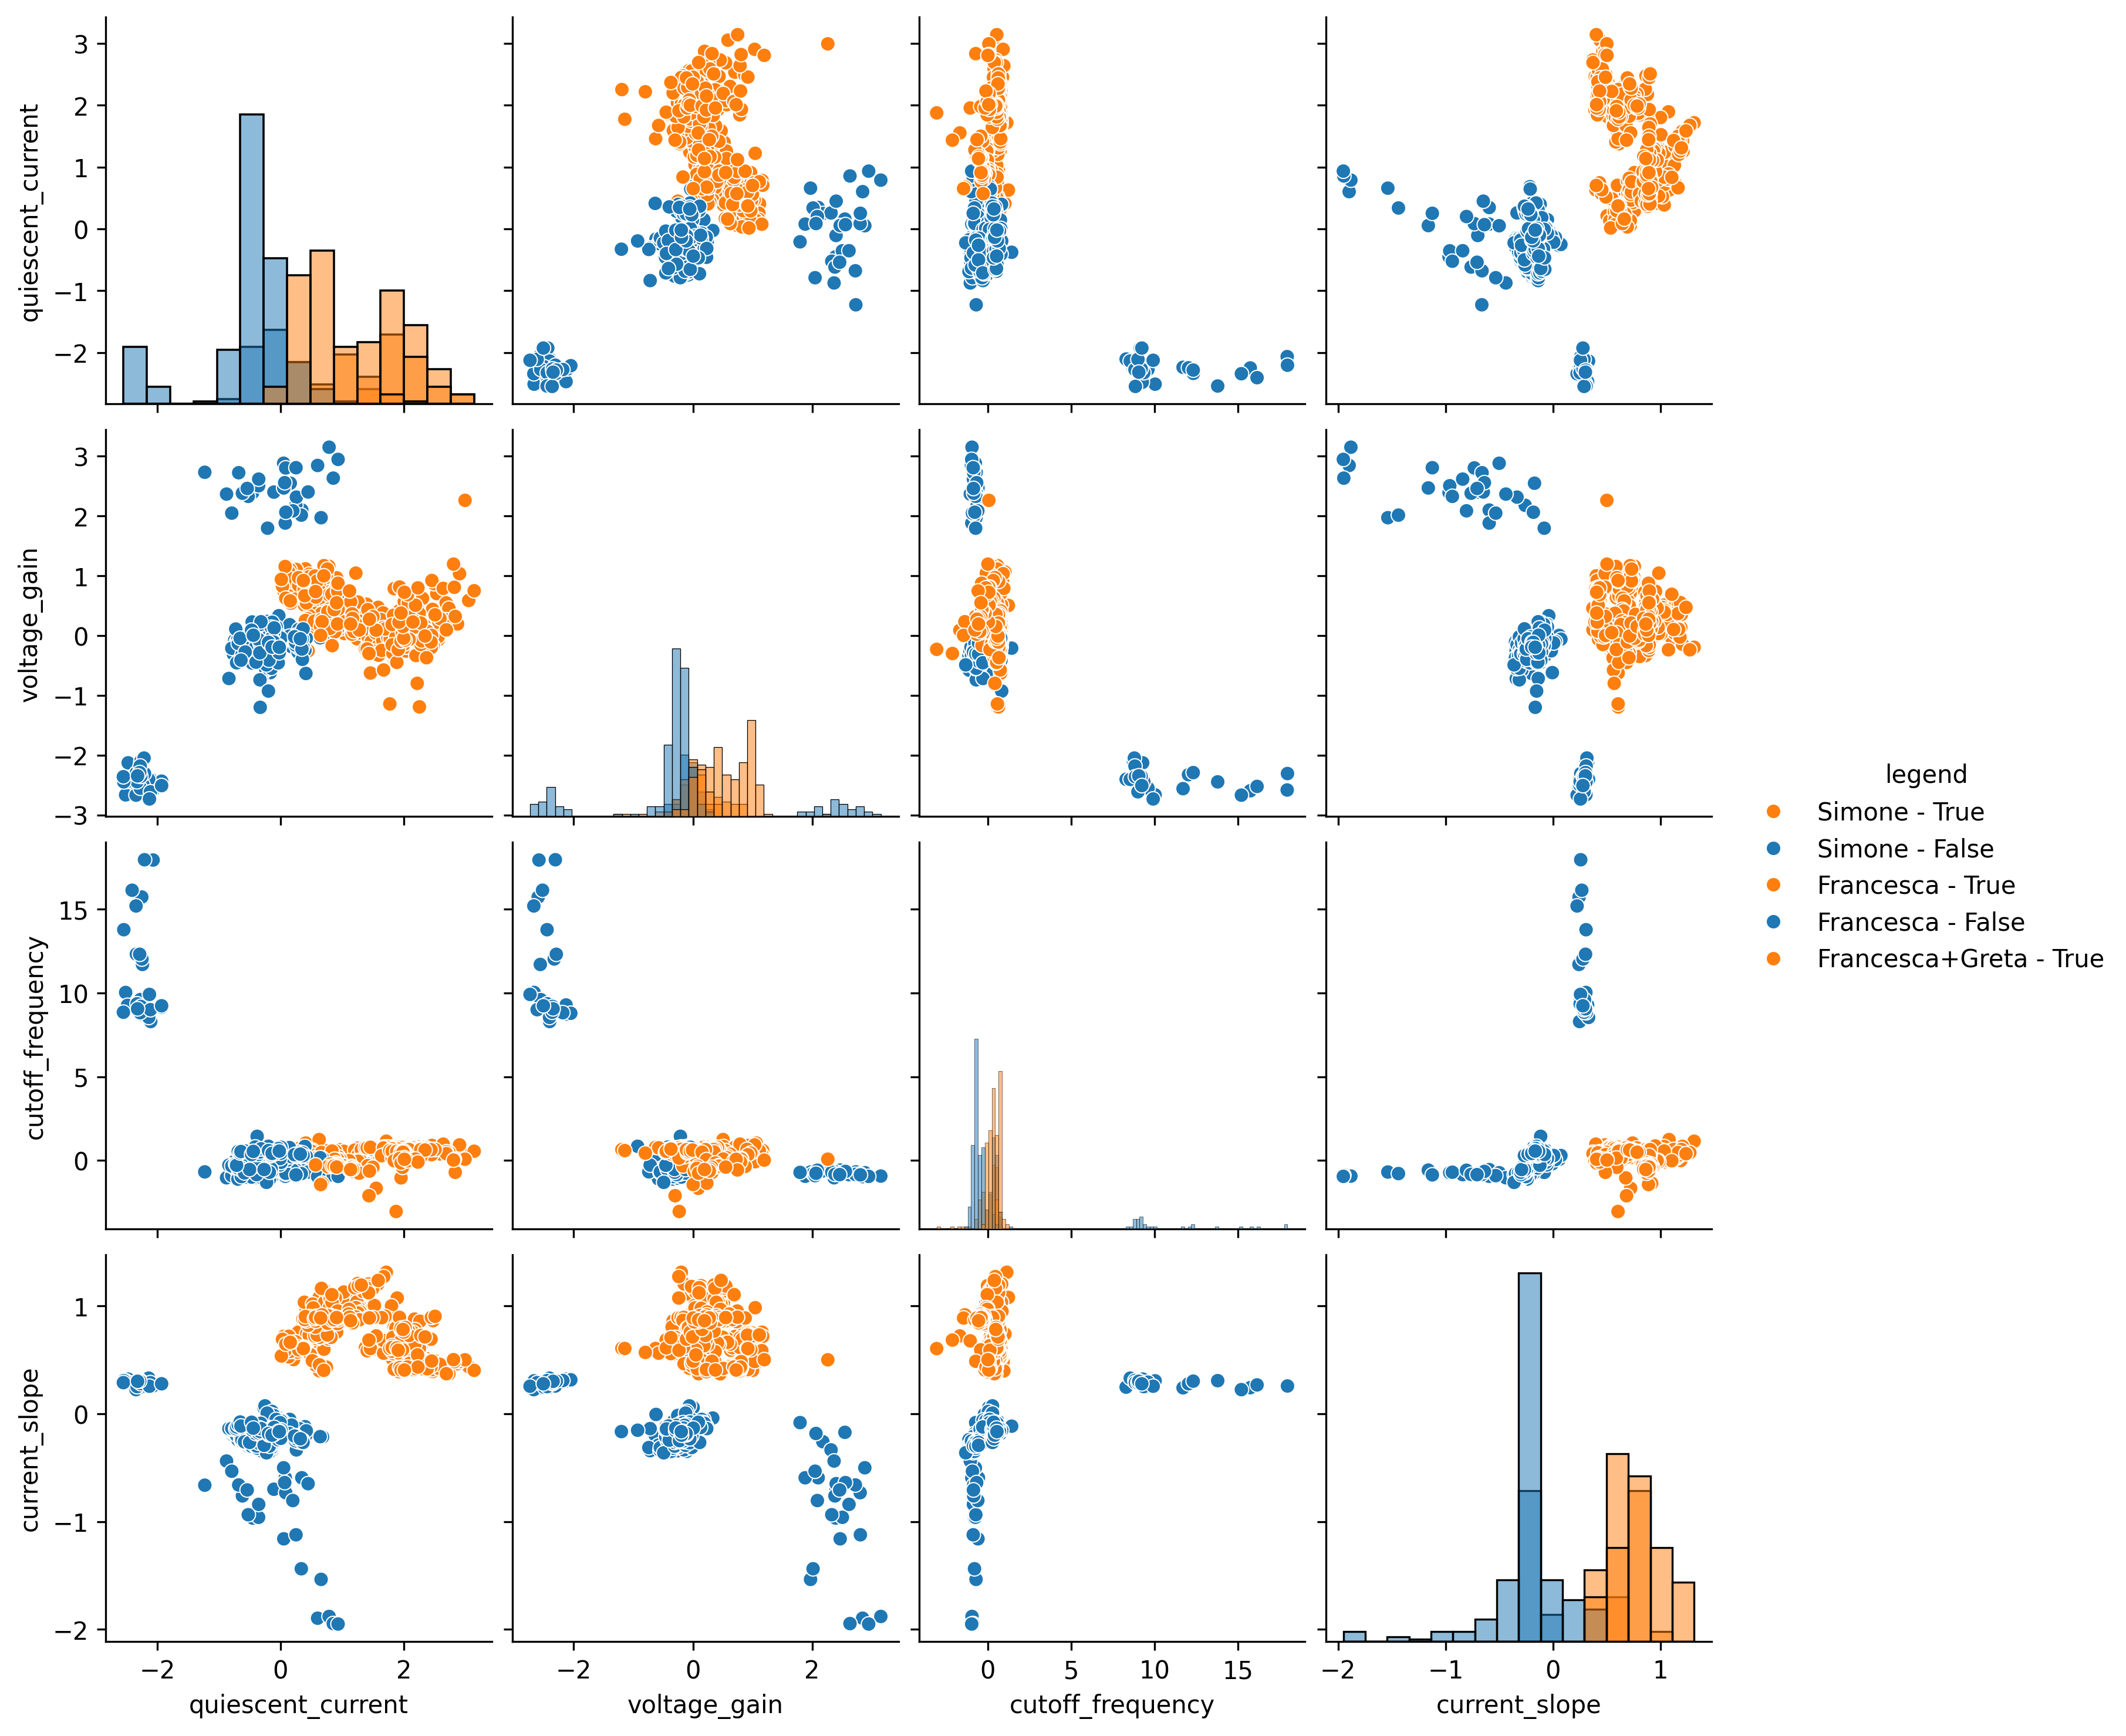 quiescent_current
3
2
1
0
−1
−2
voltage_gain
3
2
1
0
−1
−2
−3
cutoff_frequency
15
10
5
0
current_slope
1
0
−1
−2
−2 0 2
−2 0 2
0 5 10 15
−2 −1 0 1
quiescent_current
voltage_gain
cutoff_frequency
current_slope
legend
Simone - True
Simone - False
Francesca - True
Francesca - False
Francesca+Greta - True